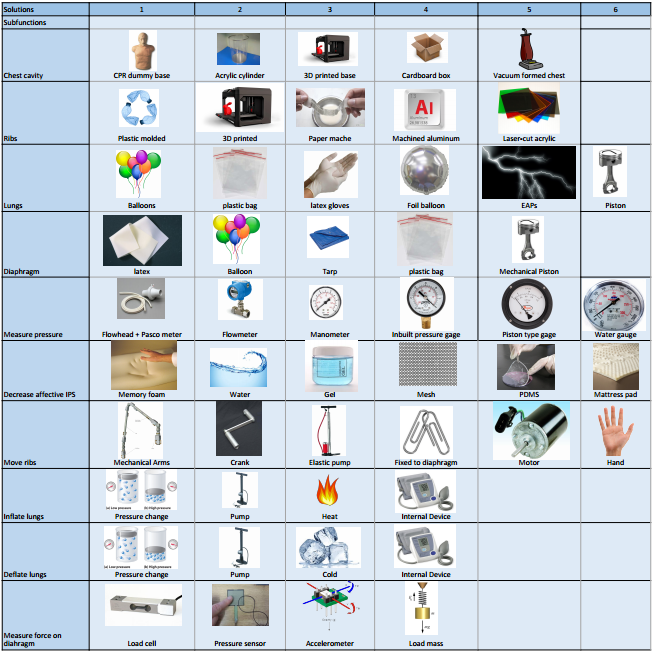 Solutions 1 2 3 4 5 6
Subfunctions
Chest cavity CPR dummy base Acrylic cylinder 3D printed base Cardboard box Vacuum formed chest
Al
Aluminum
Ribs Plastic molded 3D printed Paper mache Machined aluminum Laser-cut acrylic
Lungs Balloons plastic bag latex gloves Foil balloon EAPs Piston
Diaphragm latex Balloon Tarp plastic bag Mechanical Piston
Measure pressure Flowhead + Pasco meter Flowmeter Manometer Inbuilt pressure gage Piston type gage Water gauge
Decrease affective IPS Memory foam Water Gel Mesh PDMS Mattress pad
Move ribs Mechanical Arms Crank Elastic pump Fixed to diaphragm Motor Hand
(a) Low pressure (b) High pressure
Inflate lungs Pressure change Pump Heat Internal Device
(a) Low pressure (b) High pressure
Deflate lungs Pressure change Pump Cold Internal Device
Measure force on
diahragm Load cell Pressure sensor Accelerometer Load mass